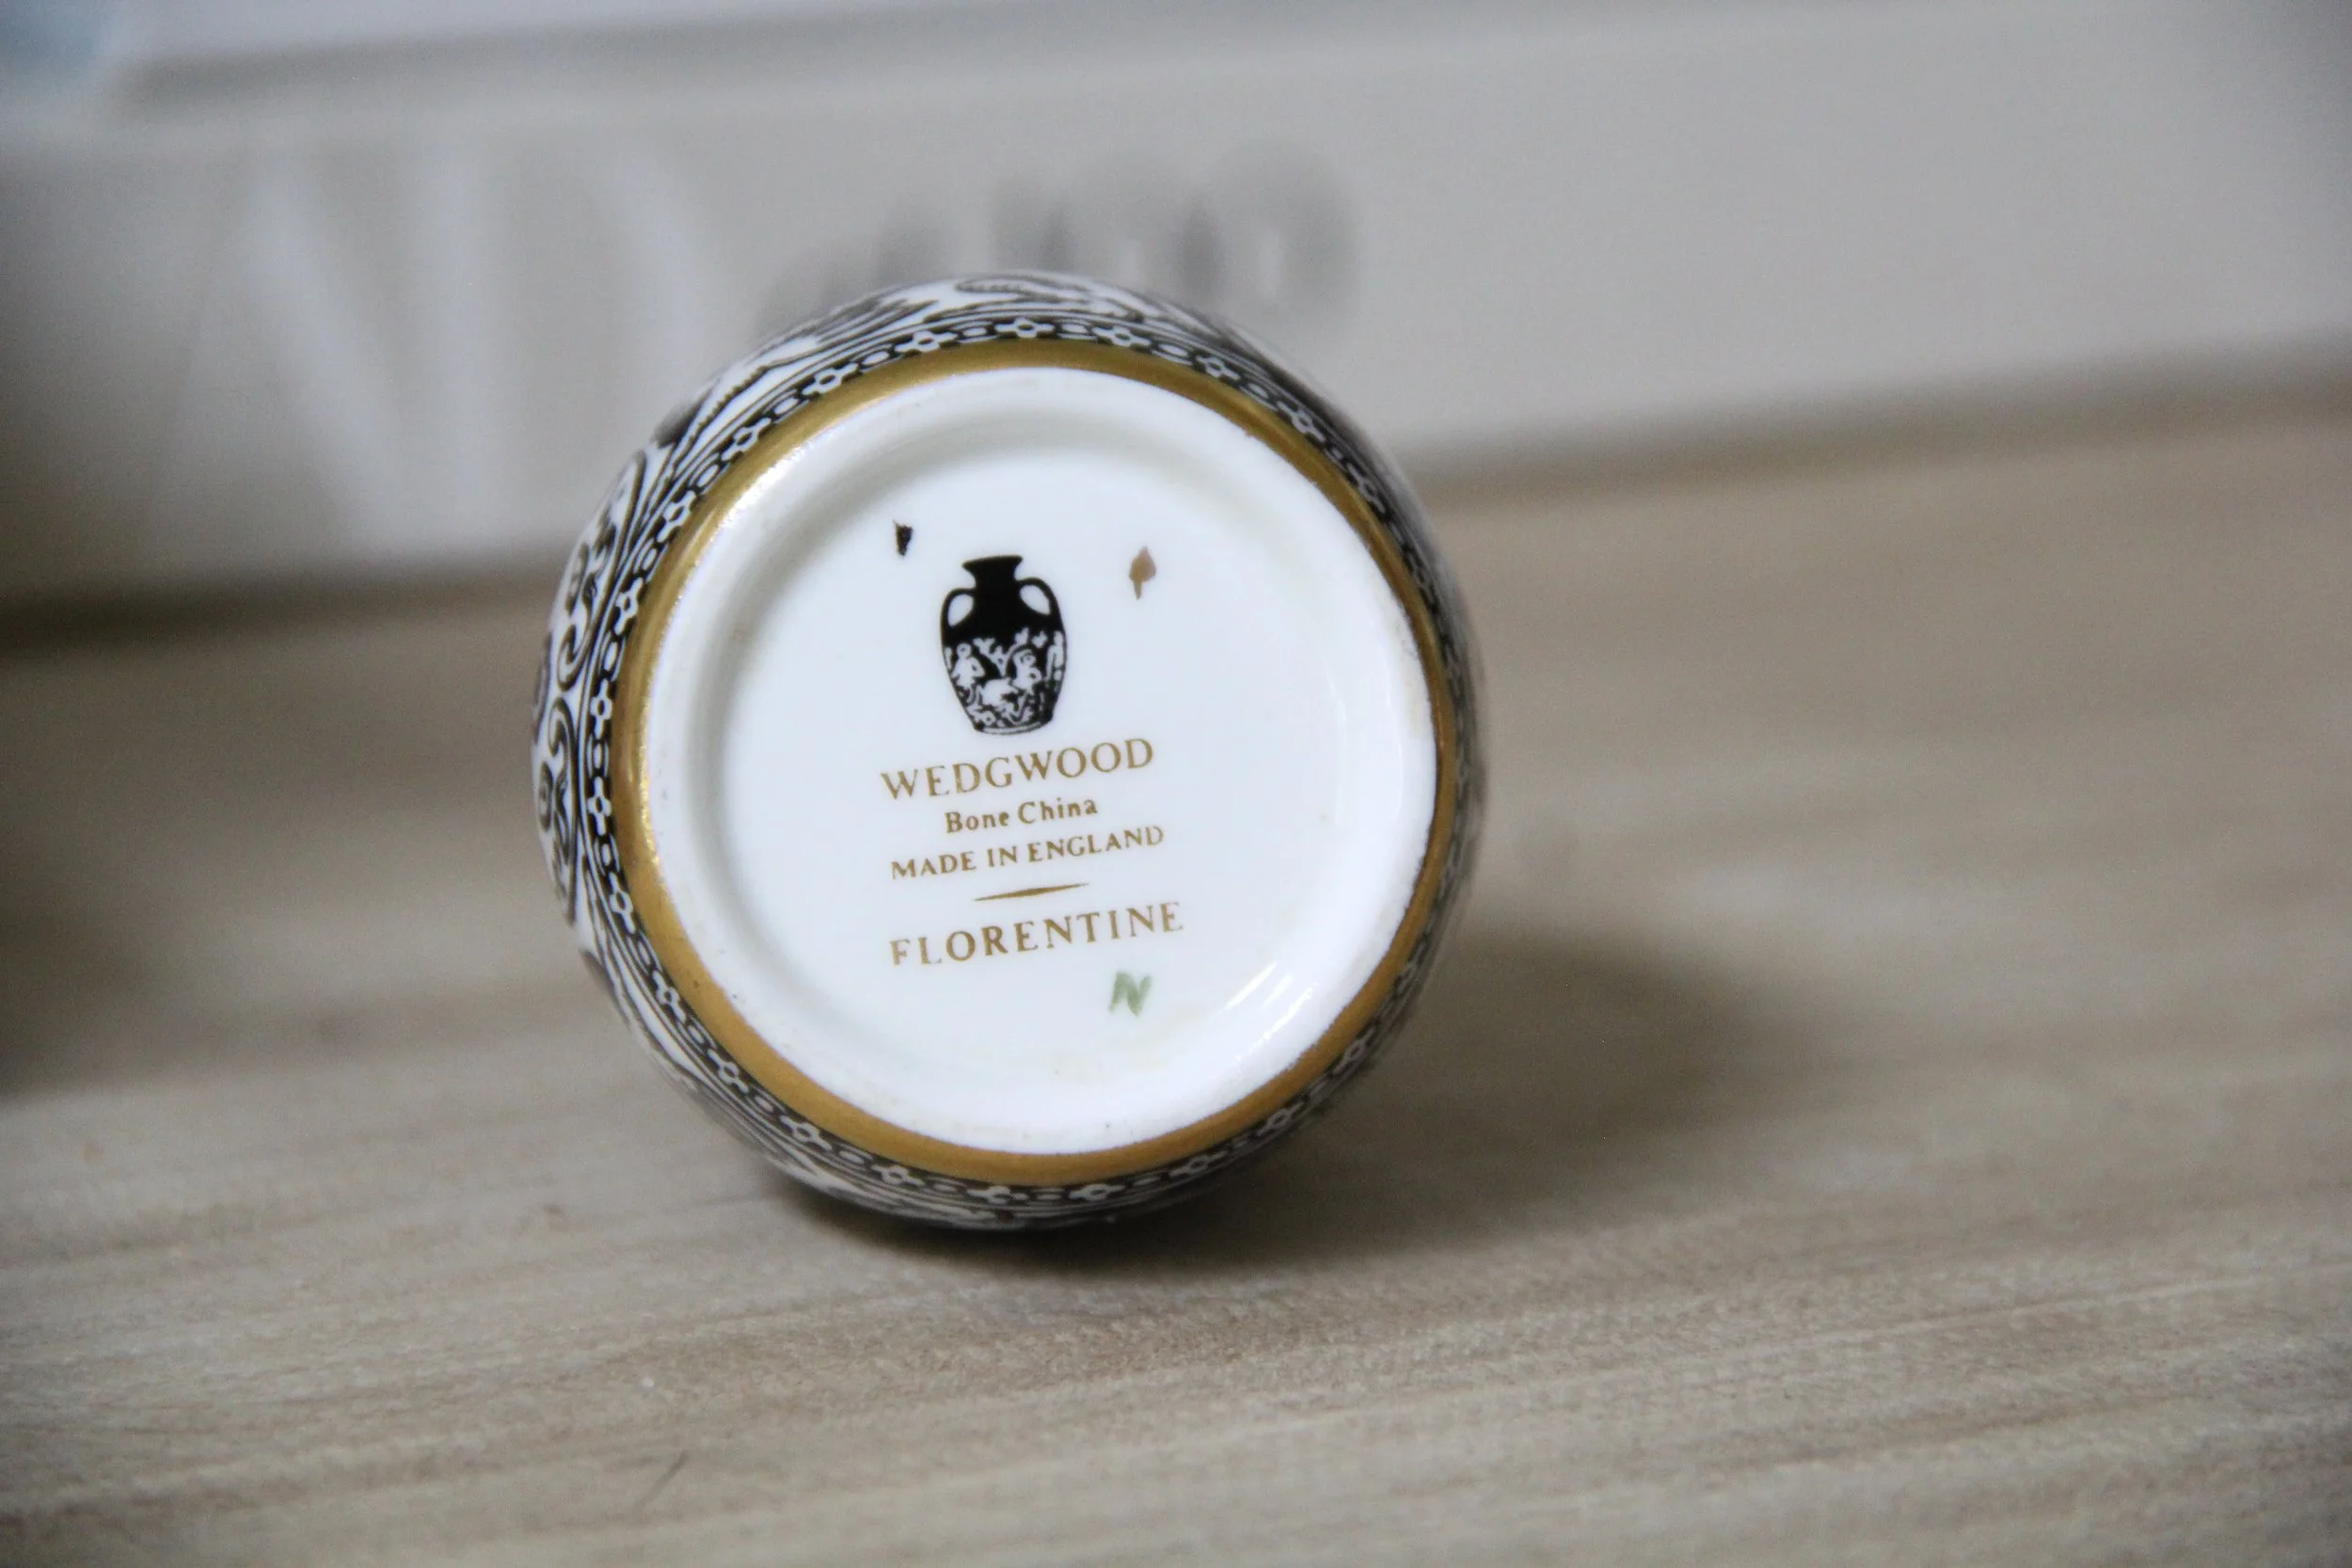 WEDGWOOD
Bone China
MADE IN ENGLAND
FLORENTINE
N